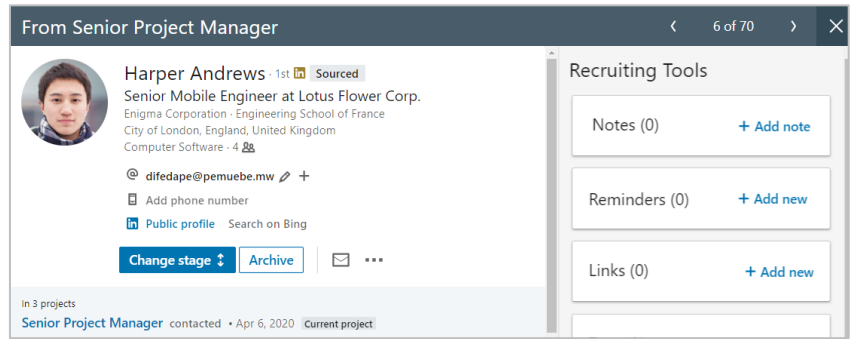 From Senior Project Manager
6 of 70
Harper Andrews · 1st in Sourced
Senior Mobile Engineer at Lotus Flower Corp.
Enigma Corporation · Engineering School of France
City of London, England, United Kingdom
Computer Software · 4
@ difedape@pemuebe.mw +
Add phone number
in Public profile Search on Bing
Change stage Archive
In 3 projects
Senior Project Manager contacted • Apr 6, 2020 Current project
Recruiting Tools
Notes (0) + Add note
Reminders (0) + Add new
Links (0) + Add new